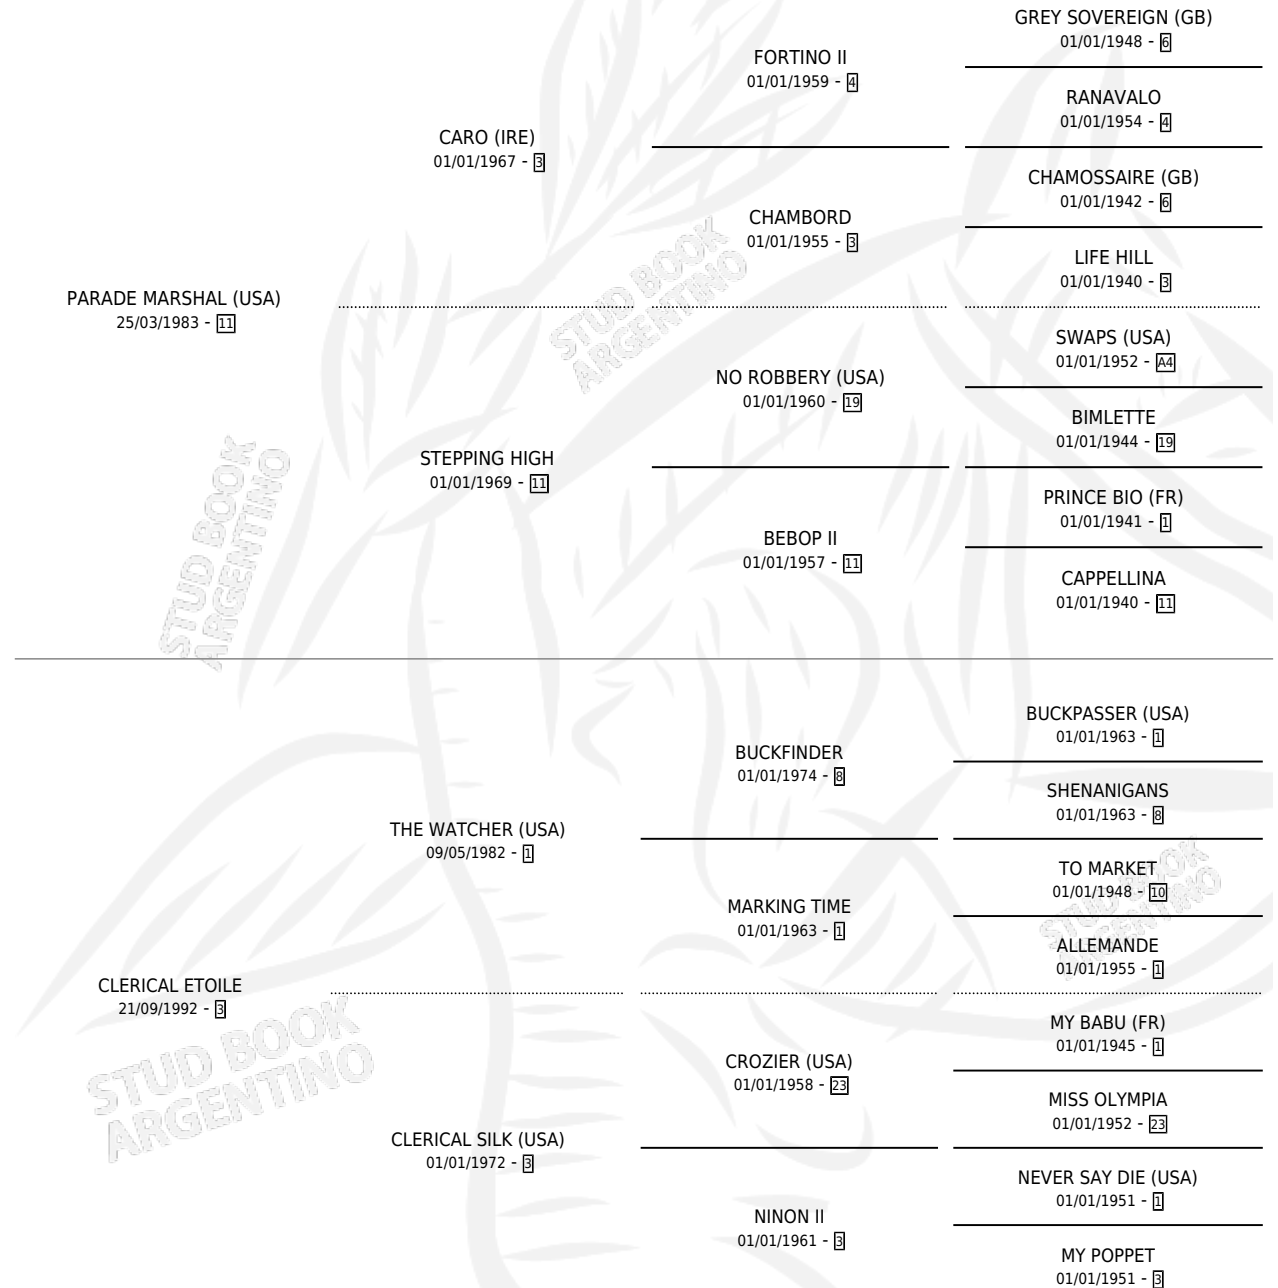 GREY SOVEREIGN (GB)
01/01/1948 - 6
FORTINO II
01/01/1959 - 4
RANAVALO
01/01/1954 - 4
CARO (IRE)
01/01/1967 - 3
CHAMOSSAIRE (GB)
01/01/1942 - 6
CHAMBORD
01/01/1955 - 3
LIFE HILL
01/01/1940 - 3
PARADE MARSHAL (USA)
25/03/1983 - 11
SWAPS (USA)
01/01/1952 - A4
NO ROBBERY (USA)
01/01/1960 - 19
BIMLETTE
01/01/1944 - 19
STEPPING HIGH
01/01/1969 - 11
PRINCE BIO (FR)
01/01/1941 - 1
BEBOP II
01/01/1957 - 11
CAPPELLINA
01/01/1940 - 11
BUCKPASSER (USA)
01/01/1963 - 1
BUCKFINDER
01/01/1974 - 8
SHENANIGANS
01/01/1963 - 8
THE WATCHER (USA)
09/05/1982 - 1
TO MARKET
01/01/1948 - 10
MARKING TIME
01/01/1963 - 1
ALLEMANDE
01/01/1955 - 1
CLERICAL ETOILE
21/09/1992 - 3
MY BABU (FR)
01/01/1945 - 1
CROZIER (USA)
01/01/1958 - 23
MISS OLYMPIA
01/01/1952 - 23
CLERICAL SILK (USA)
01/01/1972 - 3
NEVER SAY DIE (USA)
01/01/1951 - 1
NINON II
01/01/1961 - 3
MY POPPET
01/01/1951 - 3
STUD BOOK
ARGENTINO
STUD BOOK
ARGENTINO
STUD BOOK
ARGENTINO
STUD BOOK
ARGENTINO